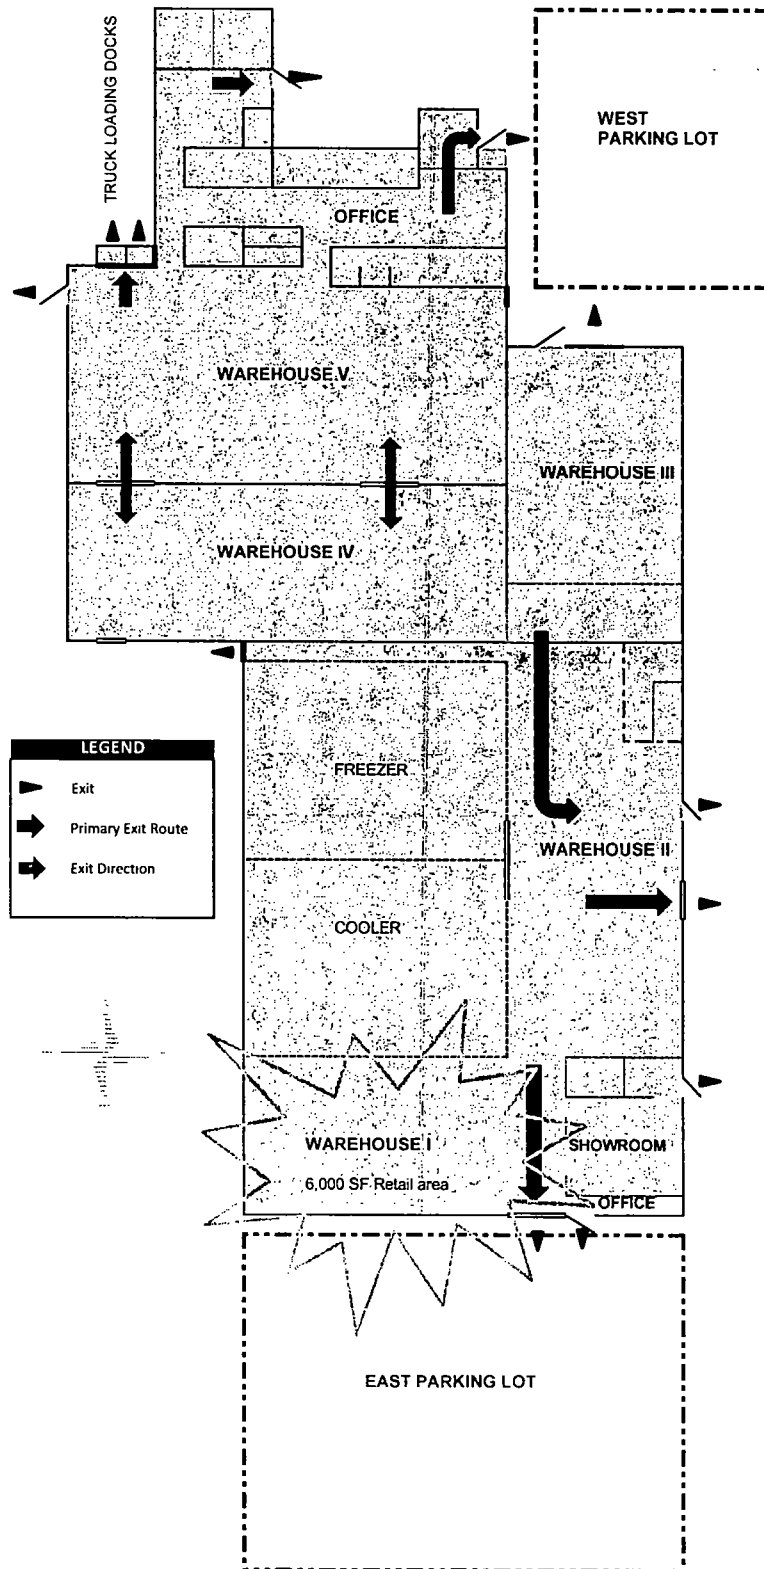 TRUCK LOADING DOCKS
WEST
PARKING LOT
OFFICE
WAREHOUSE V
WAREHOUSE III
WAREHOUSE IV
LEGEND
Exit
Primary Exit Route
Exit Direction
FREEZER
WAREHOUSE II
COOLER
WAREHOUSE I
SHOWROOM
6,000 SF Retail area
OFFICE
EAST PARKING LOT